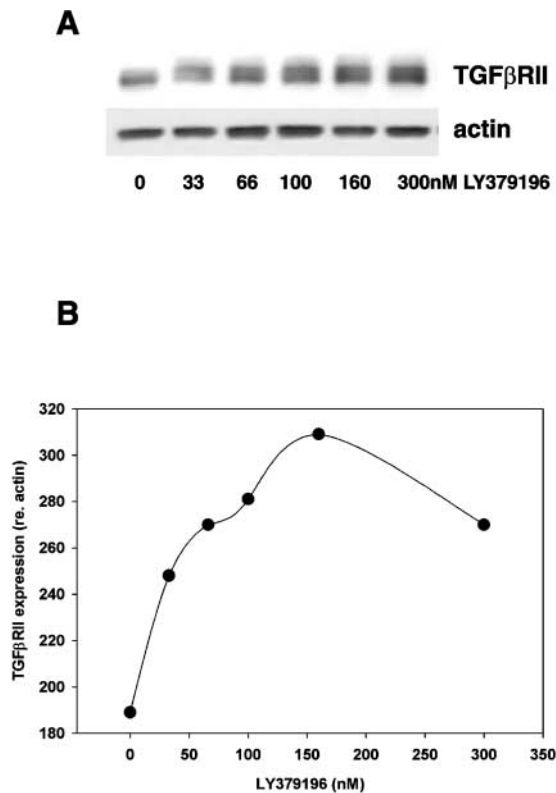 A
TGFβRII
actin
0 33 66 100 160 300nM LY379196
B
320
300
280
260
240
220
200
190
180
TGFβRII expression (re. actin)
0 50 100 150 200 250 300 350
LY379196 (nM)